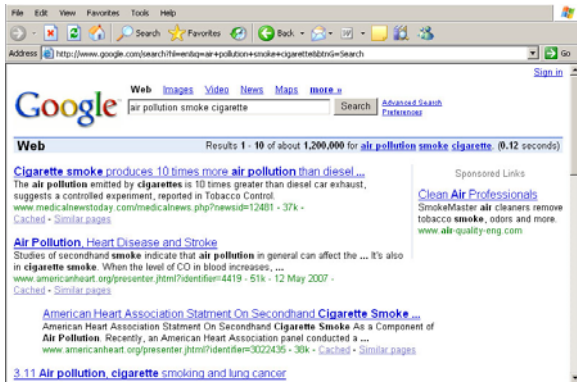 File Edit View Favorites Tools Help
Search Favorites Back
Address http://www.google.com/search?hl=en&q=air+pollution+smoke+cigarette&btnG=Search Go
Sign in
Web Images Video News Maps more »
Google air pollution smoke cigarette Search Advanced Search
Preferences
Web Results 1 - 10 of about 1,200,000 for air pollution smoke cigarette. (0.12 seconds)
Cigarette smoke produces 10 times more air pollution than diesel ...
The air pollution emitted by cigarettes is 10 times greater than diesel car exhaust,
suggests a controlled experiment, reported in Tobacco Control.
www.medicalnewstoday.com/medicalnews.php?newsid=12481 - 37k -
Cached - Similar pages
Air Pollution, Heart Disease and Stroke
Studies of secondhand smoke indicate that air pollution in general can affect the ... It's also
in cigarette smoke. When the level of CO in blood increases, ...
www.americanheart.org/presenter.jhtml?identifier=4419 - 51k - 12 May 2007 -
Cached - Similar pages
American Heart Association Statment On Secondhand Cigarette Smoke ...
American Heart Association Statment On Secondhand Cigarette Smoke As a Component of
Air Pollution. Recently, an American Heart Association panel conducted a ...
www.americanheart.org/presenter.jhtml?identifier=3022435 - 38k - Cached - Similar pages
3.11 Air pollution, cigarette smoking and lung cancer
Sponsored Links
Clean Air Professionals
SmokeMaster air cleaners remove
tobacco smoke, odors and more.
www.air-quality-eng.com